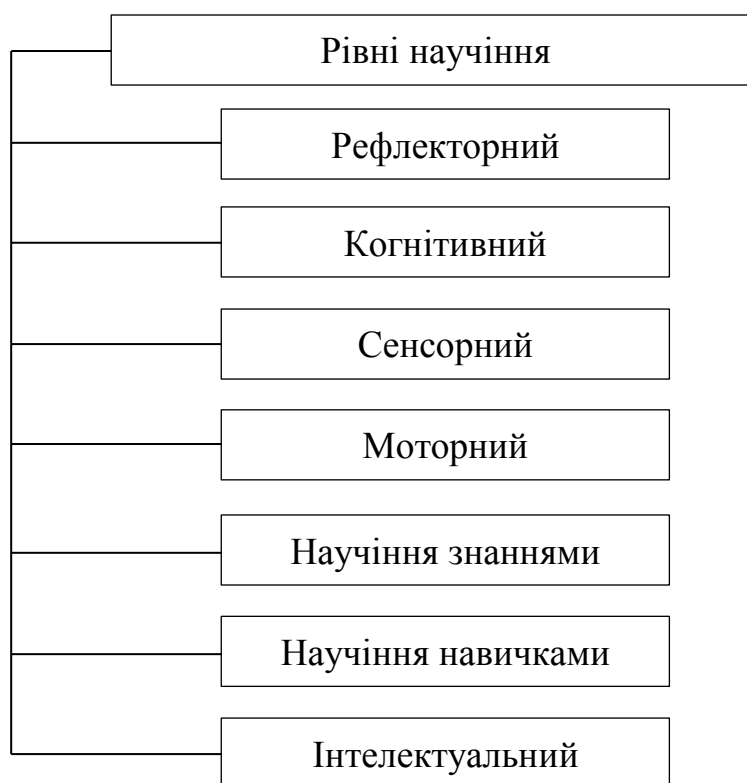 Рівні научіння
Рефлекторний
Когнітивний
Сенсорний
Моторний
Научіння знаннями
Научіння навичками
Інтелектуальний